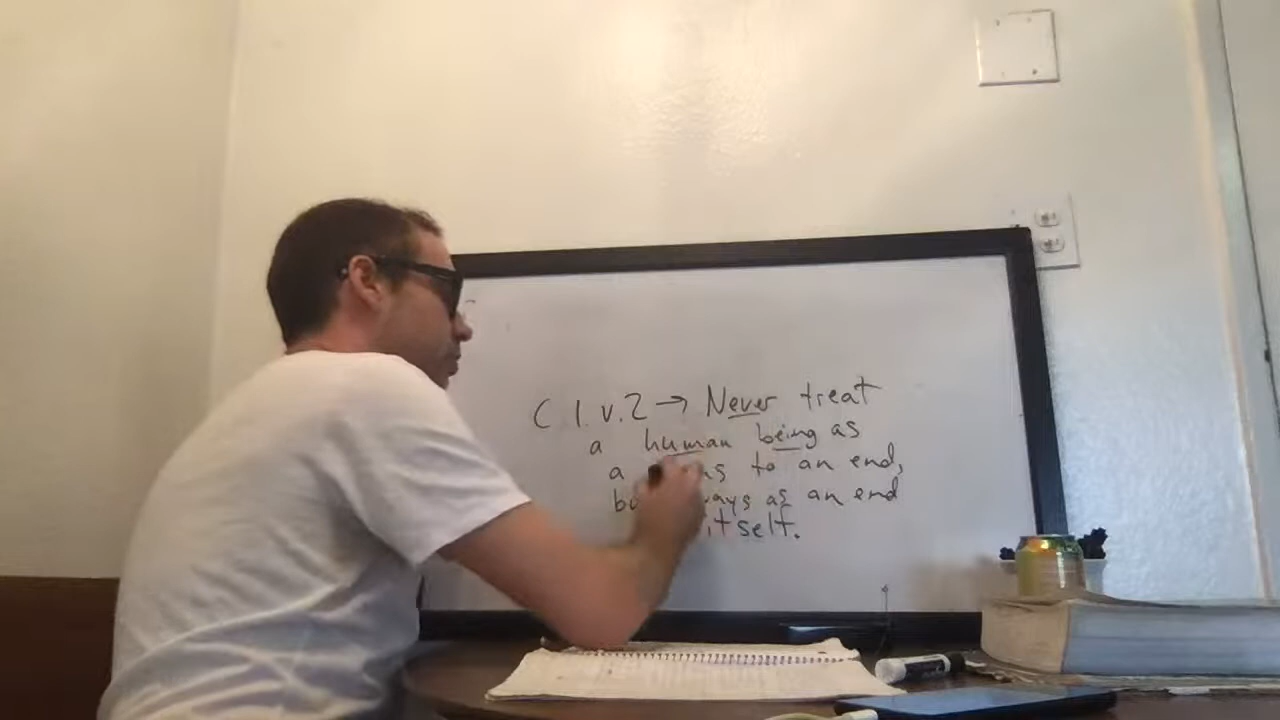 C.I.v.2 → Never treat
a human being as
a to an end,
as an end
itself.